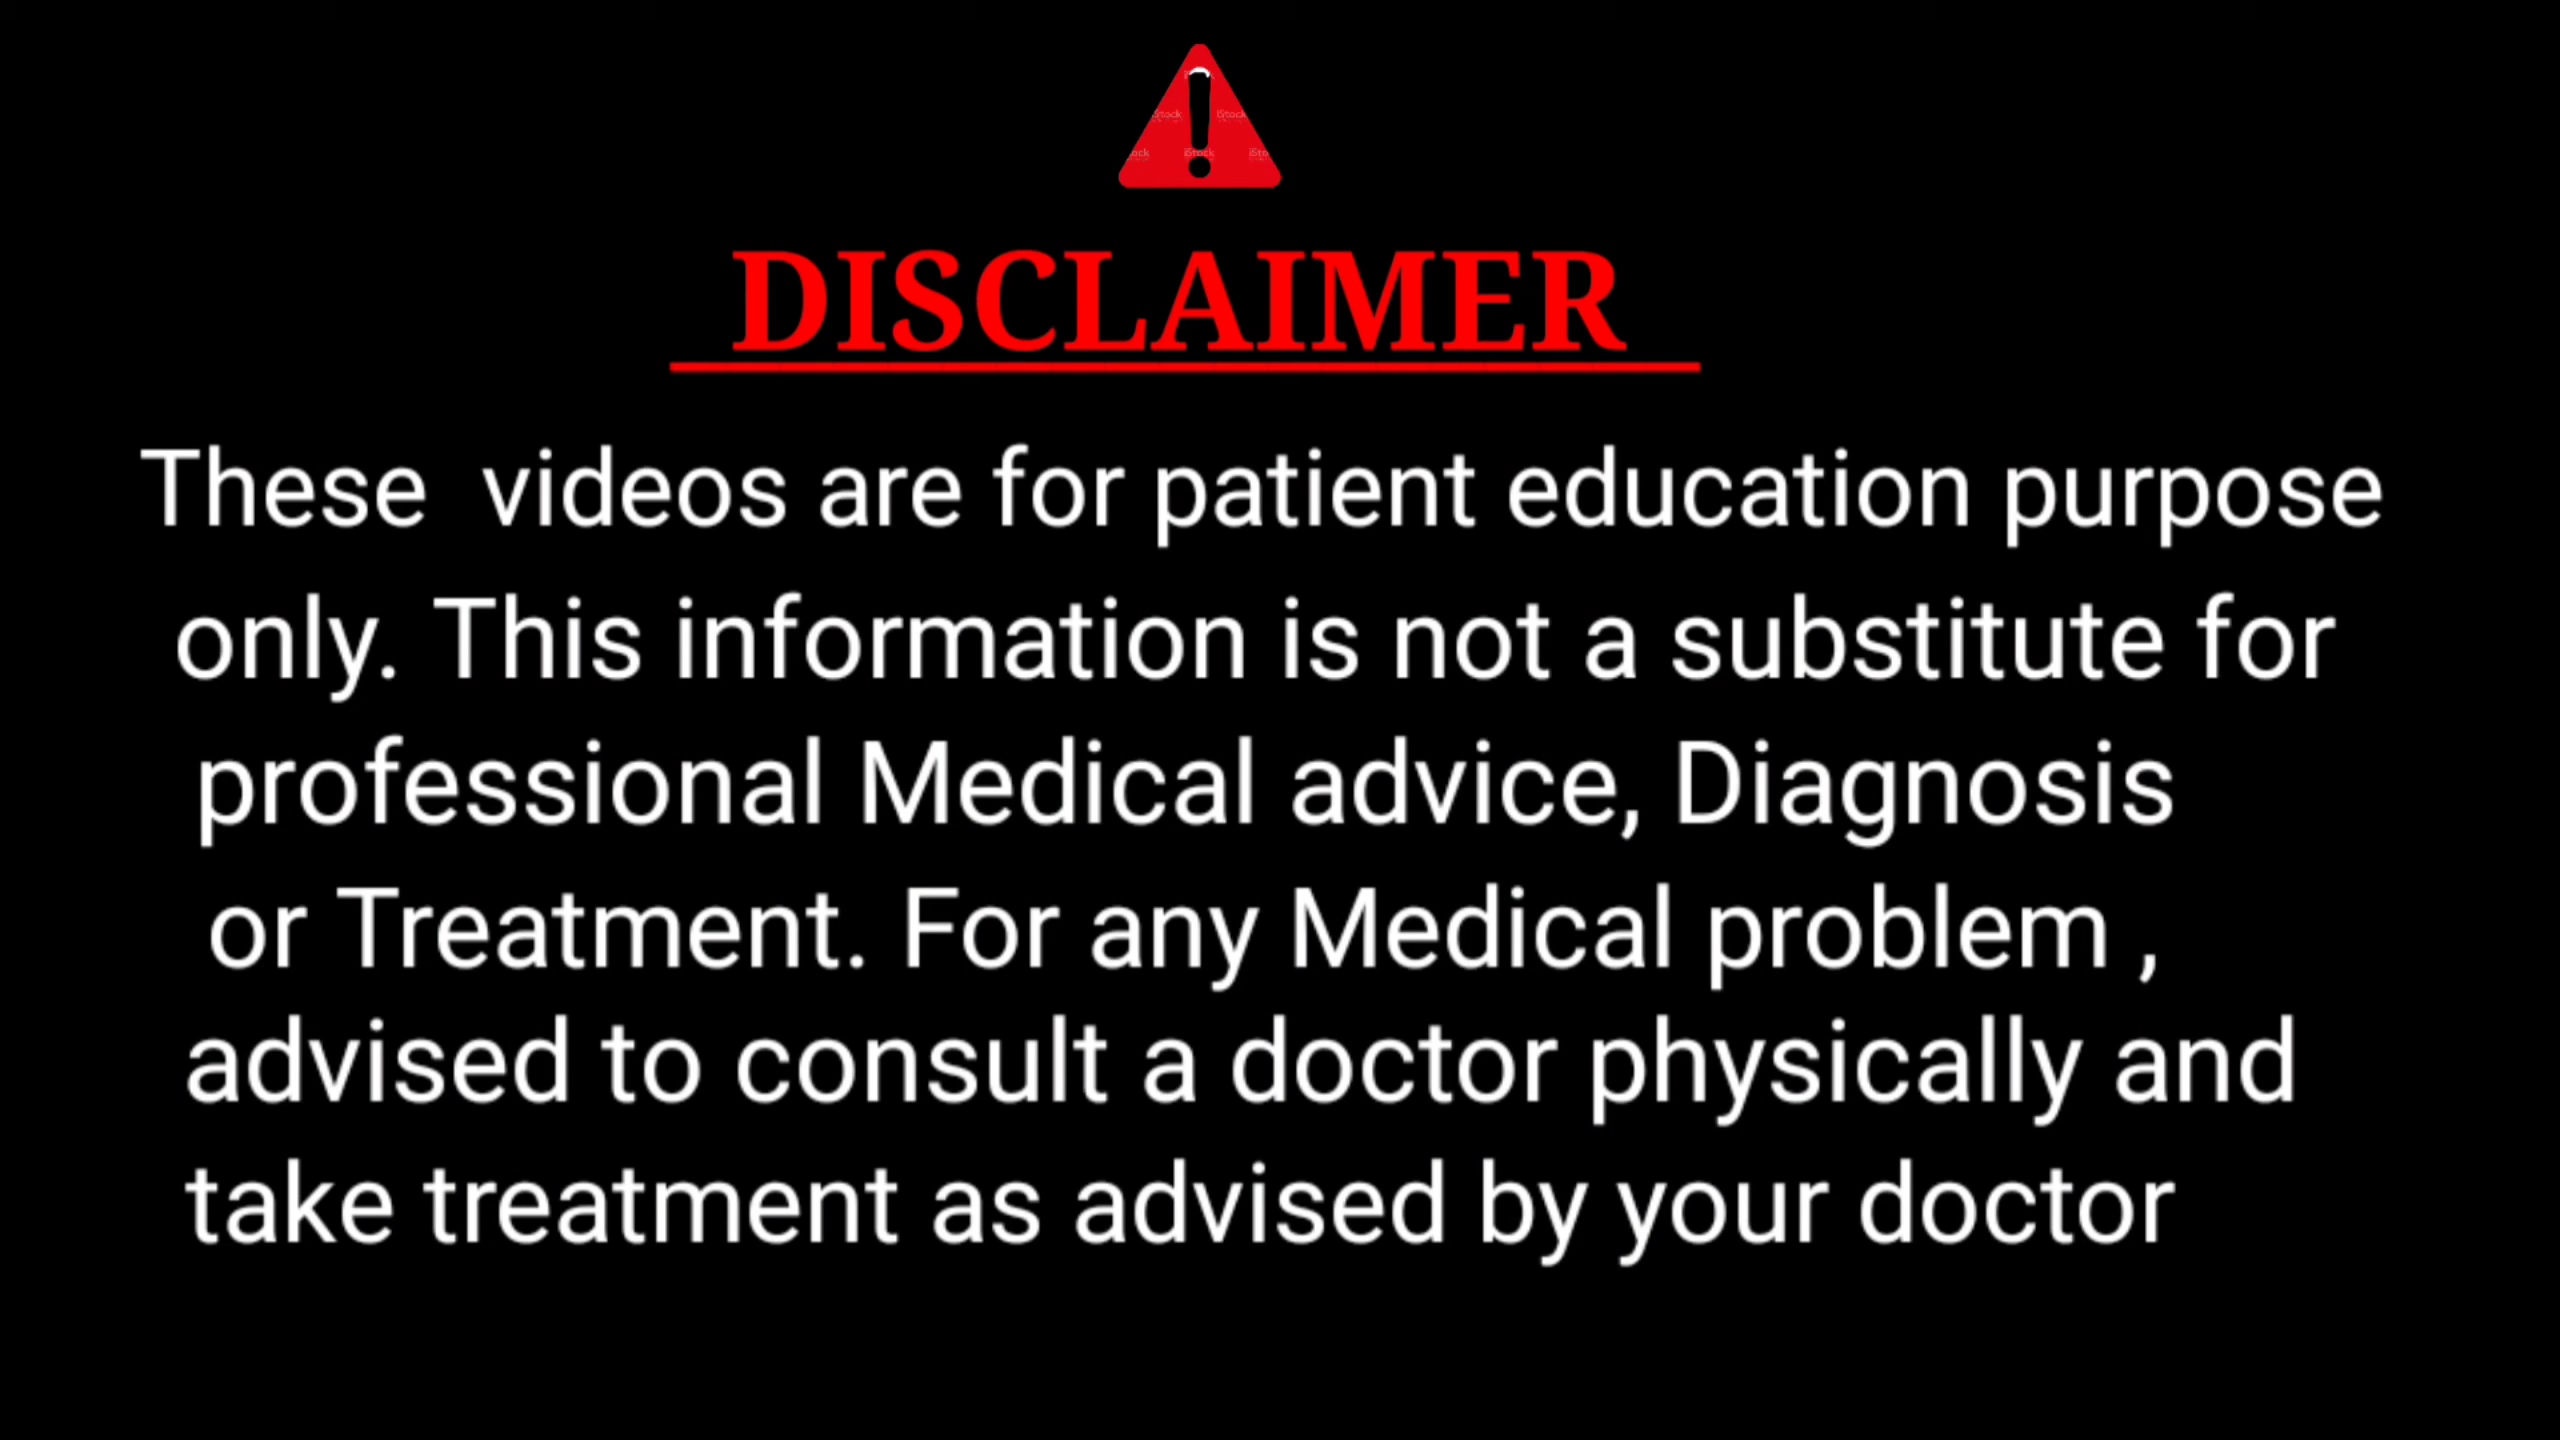 DISCLAIMER
These videos are for patient education purpose
only. This information is not a substitute for
professional Medical advice, Diagnosis
or Treatment. For any Medical problem ,
advised to consult a doctor physically and
take treatment as advised by your doctor